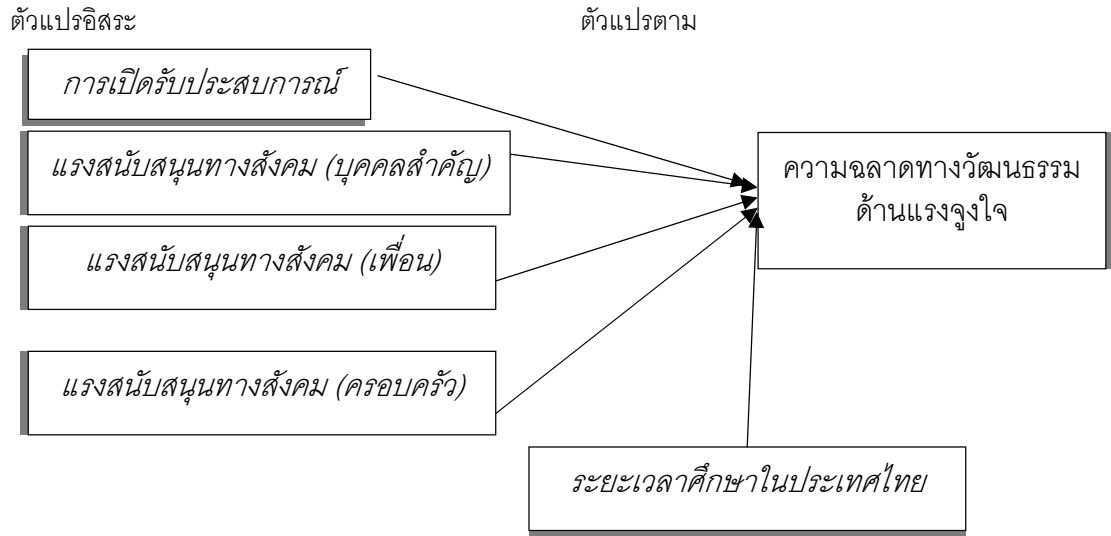 ตัวแปรอิสระ
ตัวแปรตาม
การเปิดรับประสบการณ์
แรงสนับสนุนทางสังคม (บุคคลสำคัญ)
ความฉลาดทางวัฒนธรรม
ด้านแรงจูงใจ
แรงสนับสนุนทางสังคม (เพื่อน)
แรงสนับสนุนทางสังคม (ครอบครัว)
ระยะเวลาศึกษาในประเทศไทย